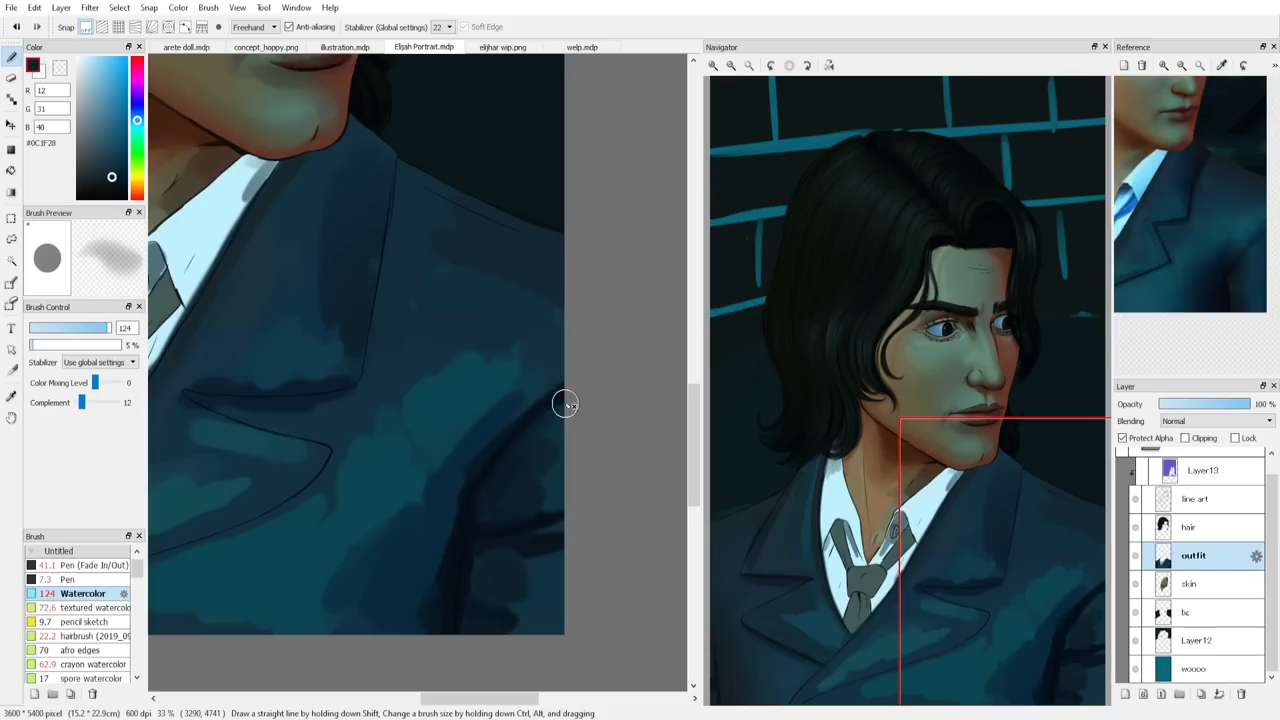 File Edit Layer Filter Select Snap Color Brush View Tool Window Help
Snap off Freehand Anti-aliasing Stabilizer (Global settings) 22 Soft Edge
Color
arete doll.mdp concept_hoppy.png illustration.mdp Elijah Portrait.mdp elijhar wip.png welp.mdp
Navigator
Reference
R 12
G 31
B 40
#0C1F28
Brush Preview
Brush Control
124
5 %
Stabilizer Use global settings
Color Mixing Level 0
Complement 12
Layer
Opacity 100 %
Blending Normal
Protect Alpha Clipping Lock
Layer13
line art
hair
outfit
skin
bg
Layer12
woooo
Brush
Untitled
41.1 Pen (Fade In/Out)
7.3 Pen
124 Watercolor
72.6 textured watercolo
9.7 pencil sketch
22.2 hairbrush (2019_09
70 afro edges
62.9 crayon watercolor
17 spore watercolor
3600 * 5400 pixel (15.2 * 22.9cm) 600 dpi 33 % ( 3290, 4741 ) Draw a straight line by holding down Shift, Change a brush size by holding down Ctrl, Alt, and dragging